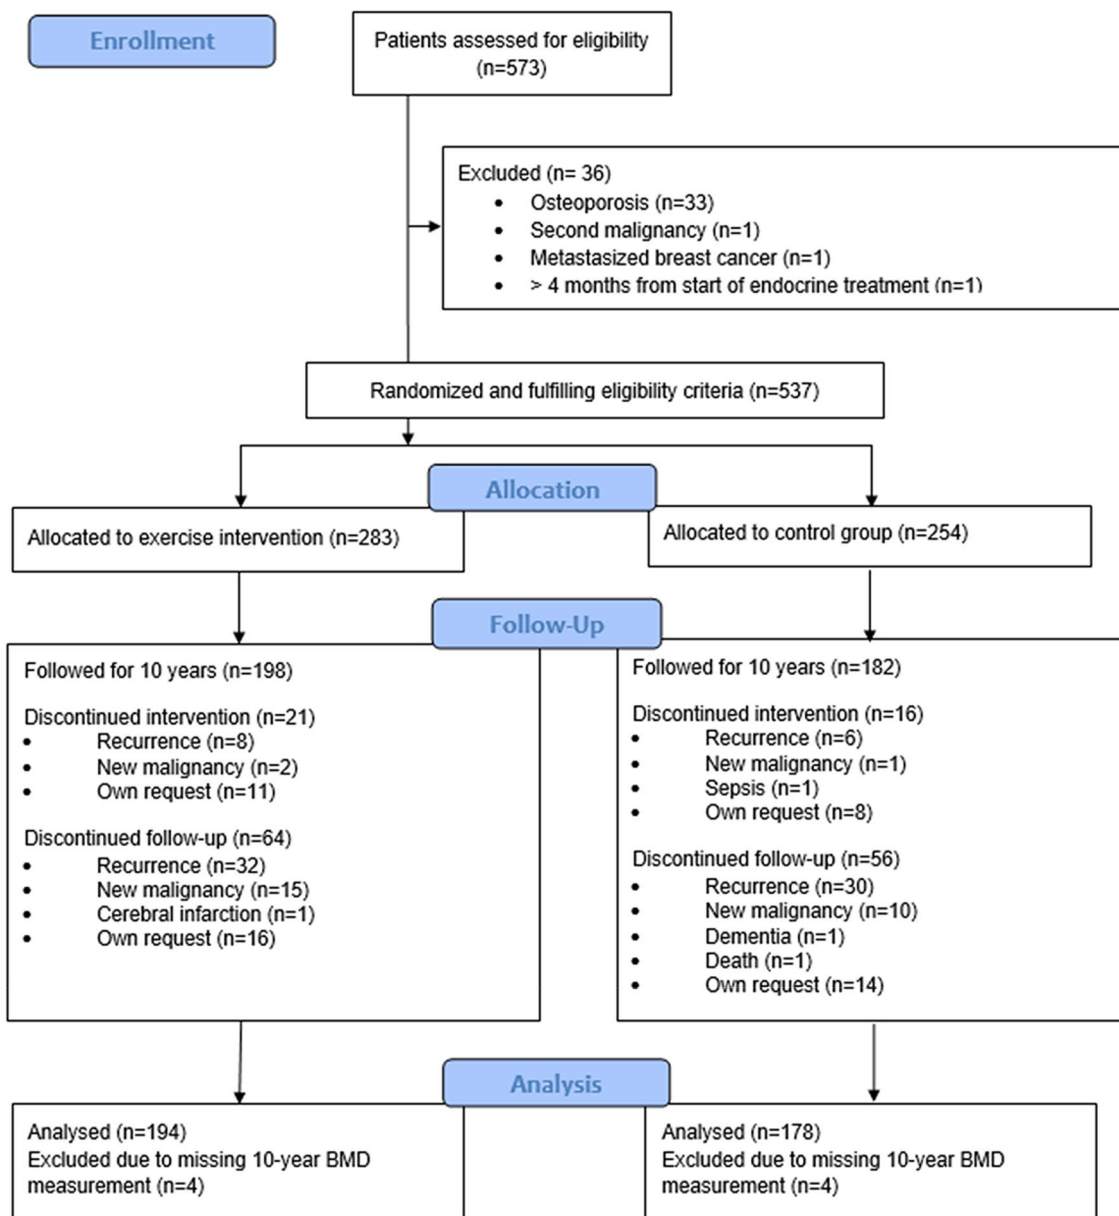 Enrollment
Patients assessed for eligibility
(n=573)
Excluded (n= 36)
• Osteoporosis (n=33)
• Second malignancy (n=1)
• Metastasized breast cancer (n=1)
• > 4 months from start of endocrine treatment (n=1)
Randomized and fulfilling eligibility criteria (n=537)
Allocation
Allocated to exercise intervention (n=283)
Allocated to control group (n=254)
Follow-Up
Followed for 10 years (n=198)
Discontinued intervention (n=21)
• Recurrence (n=8)
• New malignancy (n=2)
• Own request (n=11)
Discontinued follow-up (n=64)
• Recurrence (n=32)
• New malignancy (n=15)
• Cerebral infarction (n=1)
• Own request (n=16)
Followed for 10 years (n=182)
Discontinued intervention (n=16)
• Recurrence (n=6)
• New malignancy (n=1)
• Sepsis (n=1)
• Own request (n=8)
Discontinued follow-up (n=56)
• Recurrence (n=30)
• New malignancy (n=10)
• Dementia (n=1)
• Death (n=1)
• Own request (n=14)
Analysis
Analysed (n=194)
Excluded due to missing 10-year BMD
measurement (n=4)
Analysed (n=178)
Excluded due to missing 10-year BMD
measurement (n=4)